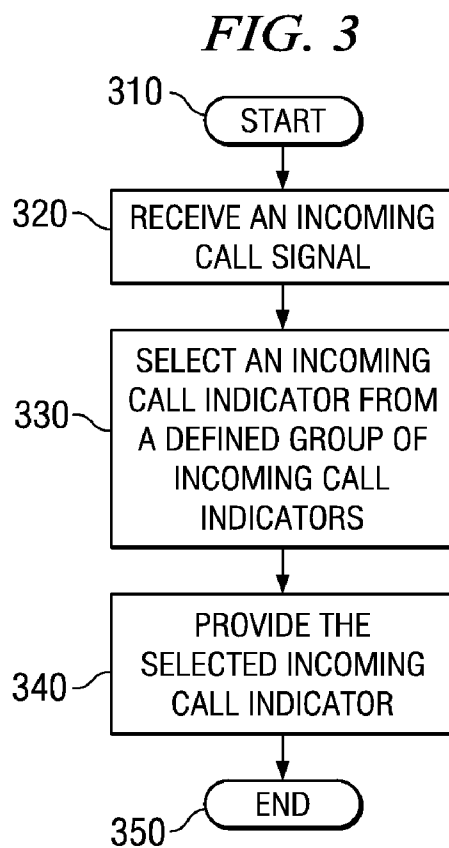 FIG. 3
310
START
320
RECEIVE AN INCOMING
CALL SIGNAL
330
SELECT AN INCOMING
CALL INDICATOR FROM
A DEFINED GROUP OF
INCOMING CALL
INDICATORS
340
PROVIDE THE
SELECTED INCOMING
CALL INDICATOR
350
END